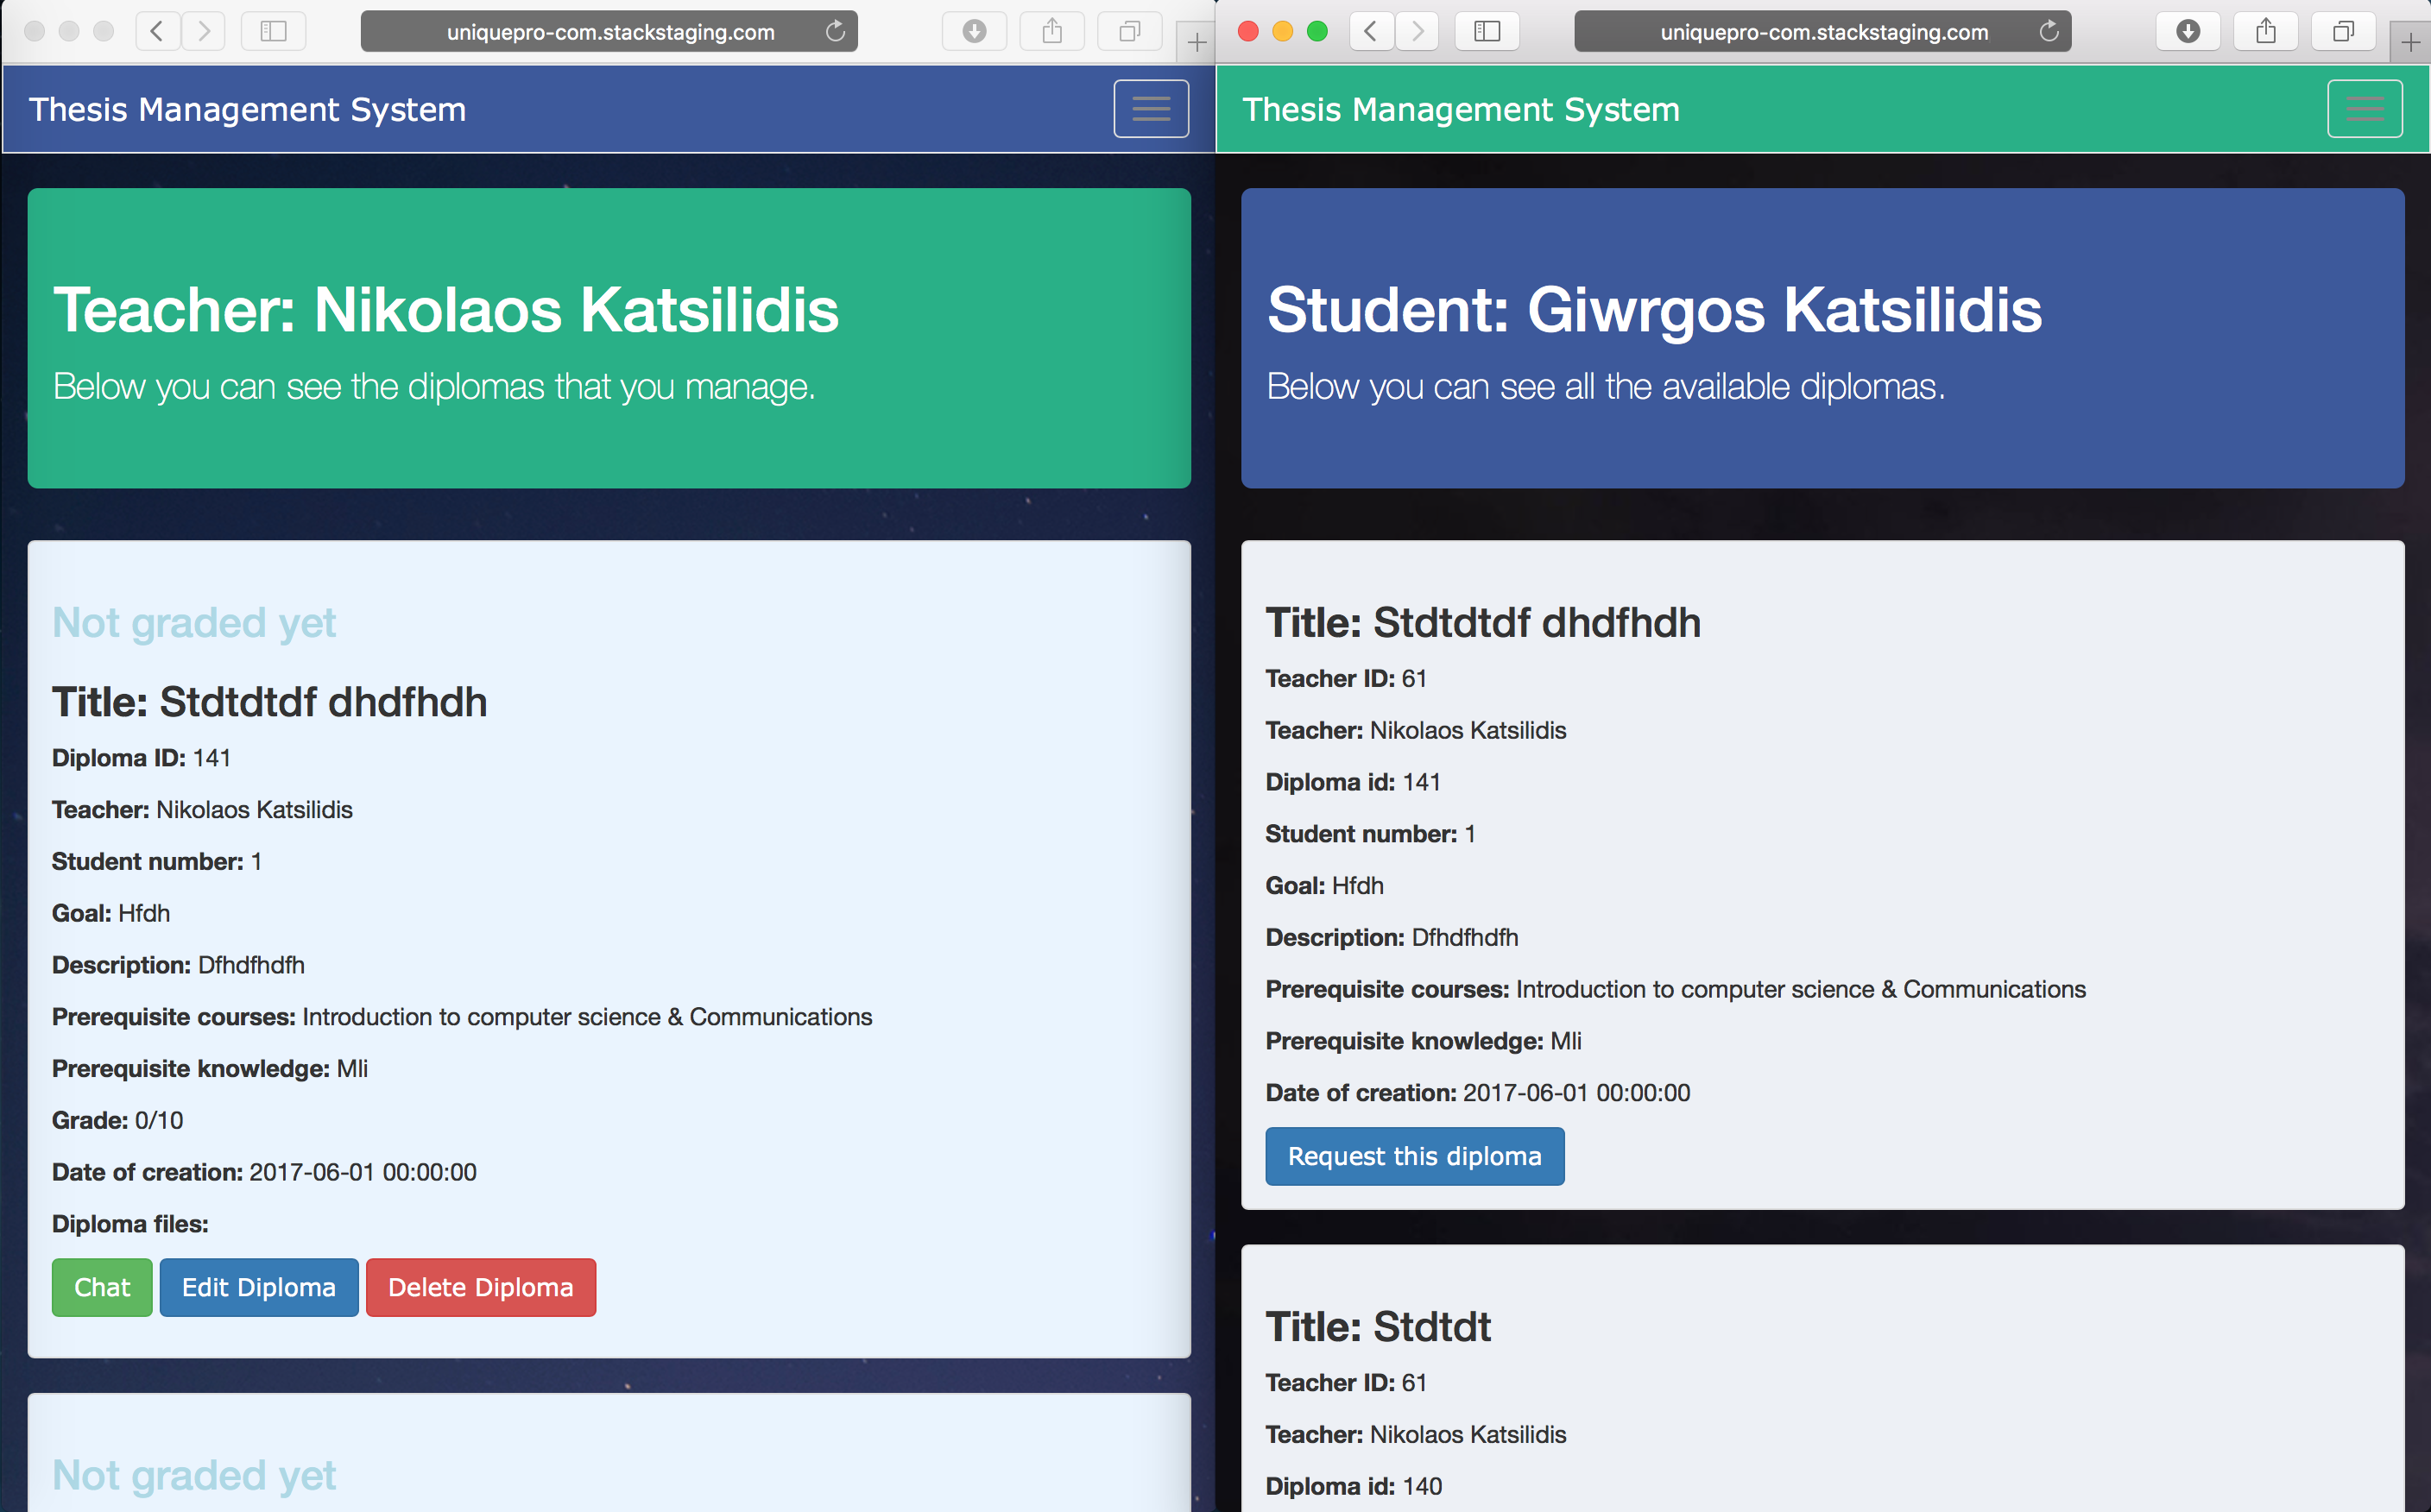 uniquepro-com.stackstaging.com
Thesis Management System
Teacher: Nikolaos Katsilidis
Below you can see the diplomas that you manage.
Not graded yet
Title: Stdtdtdf dhdfhdh
Diploma ID: 141
Teacher: Nikolaos Katsilidis
Student number: 1
Goal: Hfdh
Description: Dfhdfhdfh
Prerequisite courses: Introduction to computer science & Communications
Prerequisite knowledge: Mli
Grade: 0/10
Date of creation: 2017-06-01 00:00:00
Diploma files:
Chat Edit Diploma Delete Diploma
Not graded yet
uniquepro-com.stackstaging.com
Thesis Management System
Student: Giwrgos Katsilidis
Below you can see all the available diplomas.
Title: Stdtdtdf dhdfhdh
Teacher ID: 61
Teacher: Nikolaos Katsilidis
Diploma id: 141
Student number: 1
Goal: Hfdh
Description: Dfhdfhdfh
Prerequisite courses: Introduction to computer science & Communications
Prerequisite knowledge: Mli
Date of creation: 2017-06-01 00:00:00
Request this diploma
Title: Stdtdt
Teacher ID: 61
Teacher: Nikolaos Katsilidis
Diploma id: 140